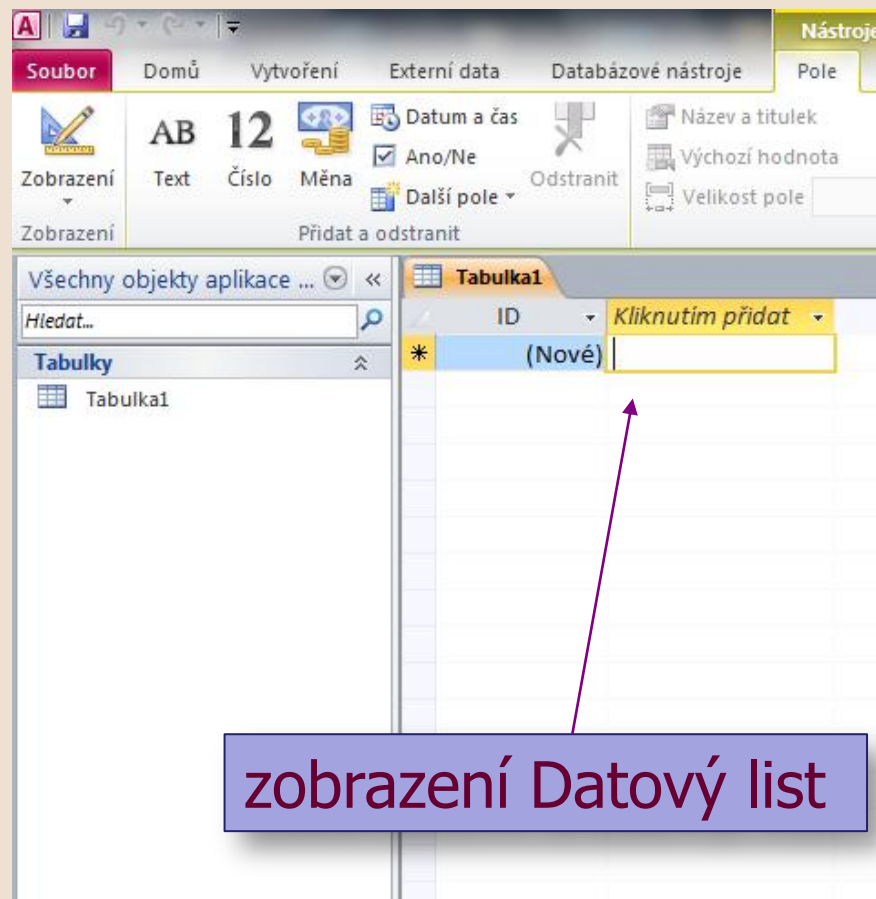 A
Nástroje
Soubor Domů Vytvoření Externí data Databázové nástroje Pole
Zobrazení
AB Text
12 Číslo
Měna
Datum a čas
Ano/Ne
Další pole
Odstranit
Název a titulek
Výchozí hodnota
Velikost pole
Zobrazení Přidat a odstranit
Všechny objekty aplikace ... «
Hledat...
Tabulky
Tabulka1
Tabulka1
ID Kliknutím přidat
* (Nové)
zobrazení Datový list